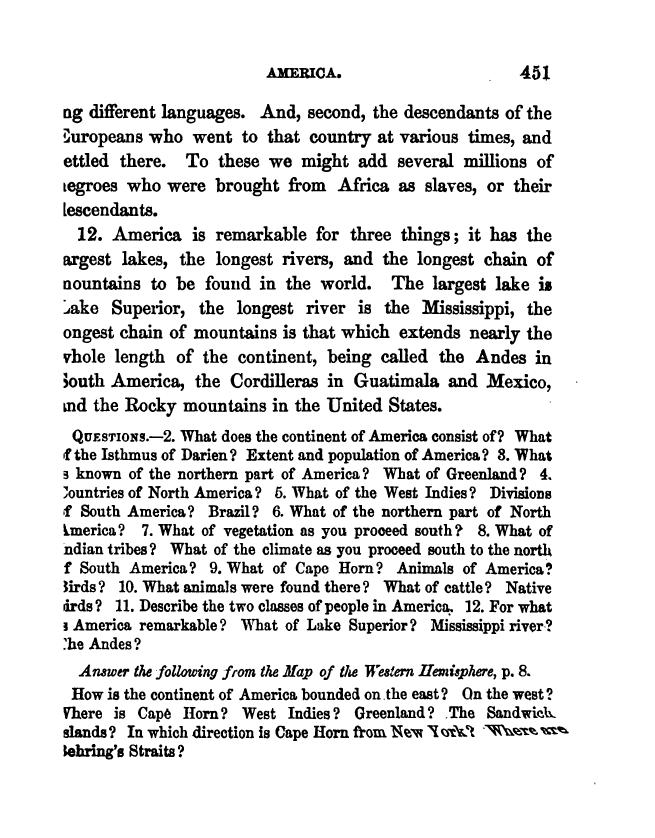 AMERICA. 451
ng different languages. And, second, the descendants of the
Europeans who went to that country at various times, and
ettled there. To these we might add several millions of
negroes who were brought from Africa as slaves, or their
lescendants.
12. America is remarkable for three things; it has the
argest lakes, the longest rivers, and the longest chain of
nountains to be found in the world. The largest lake is
Lake Superior, the longest river is the Mississippi, the
ongest chain of mountains is that which extends nearly the
whole length of the continent, being called the Andes in
South America, the Cordilleras in Guatimala and Mexico,
and the Rocky mountains in the United States.
QUESTIONS.—2. What does the continent of America consist of? What
of the Isthmus of Darien? Extent and population of America? 3. What
s known of the northern part of America? What of Greenland? 4.
Countries of North America? 5. What of the West Indies? Divisions
of South America? Brazil? 6. What of the northern part of North
America? 7. What of vegetation as you proceed south? 8. What of
ndian tribes? What of the climate as you proceed south to the north
f South America? 9. What of Cape Horn? Animals of America?
Birds? 10. What animals were found there? What of cattle? Native
birds? 11. Describe the two classes of people in America. 12. For what
s America remarkable? What of Lake Superior? Mississippi river?
The Andes?
Answer the following from the Map of the Western Hemisphere, p. 8.
How is the continent of America bounded on the east? On the west?
Where is Cape Horn? West Indies? Greenland? The Sandwich
slands? In which direction is Cape Horn from New York? Where are
Behring's Straits?